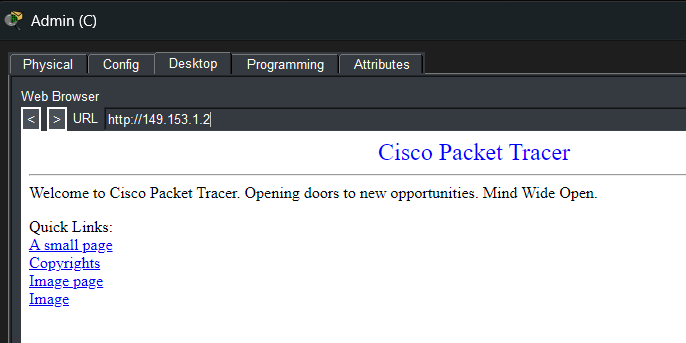 Admin (C)
Physical Config Desktop Programming Attributes
Web Browser
< > URL http://149.153.1.2
Cisco Packet Tracer
Welcome to Cisco Packet Tracer. Opening doors to new opportunities. Mind Wide Open.
Quick Links:
A small page
Copyrights
Image page
Image